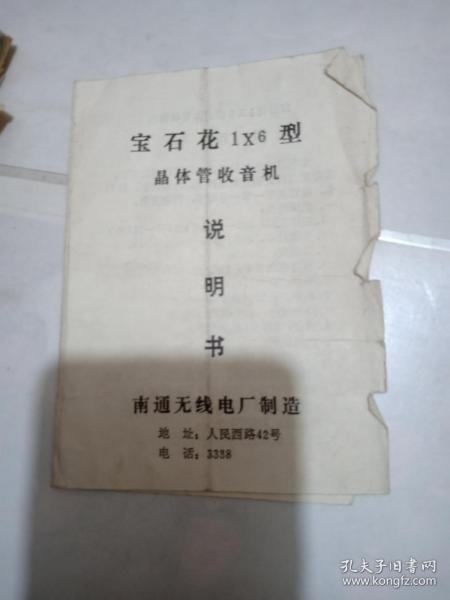 宝石花1X6型
晶体管收音机
说
明
书
南通无线电厂制造
地 址：人民西路42号
电 话：3338
孔夫子旧书网
www.kongfz.com